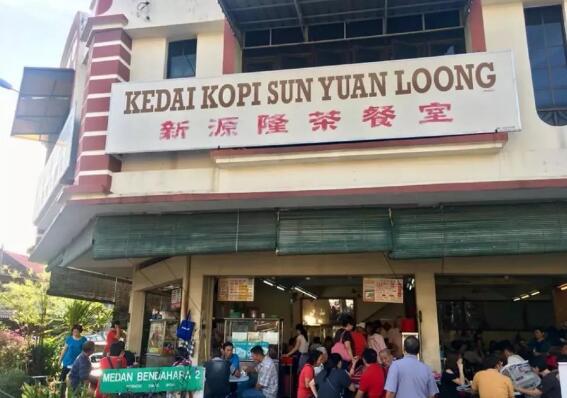 KEDAI KOPI SUN YUAN LOONG
新源隆茶餐室
MEDAN BENDAHARA 2